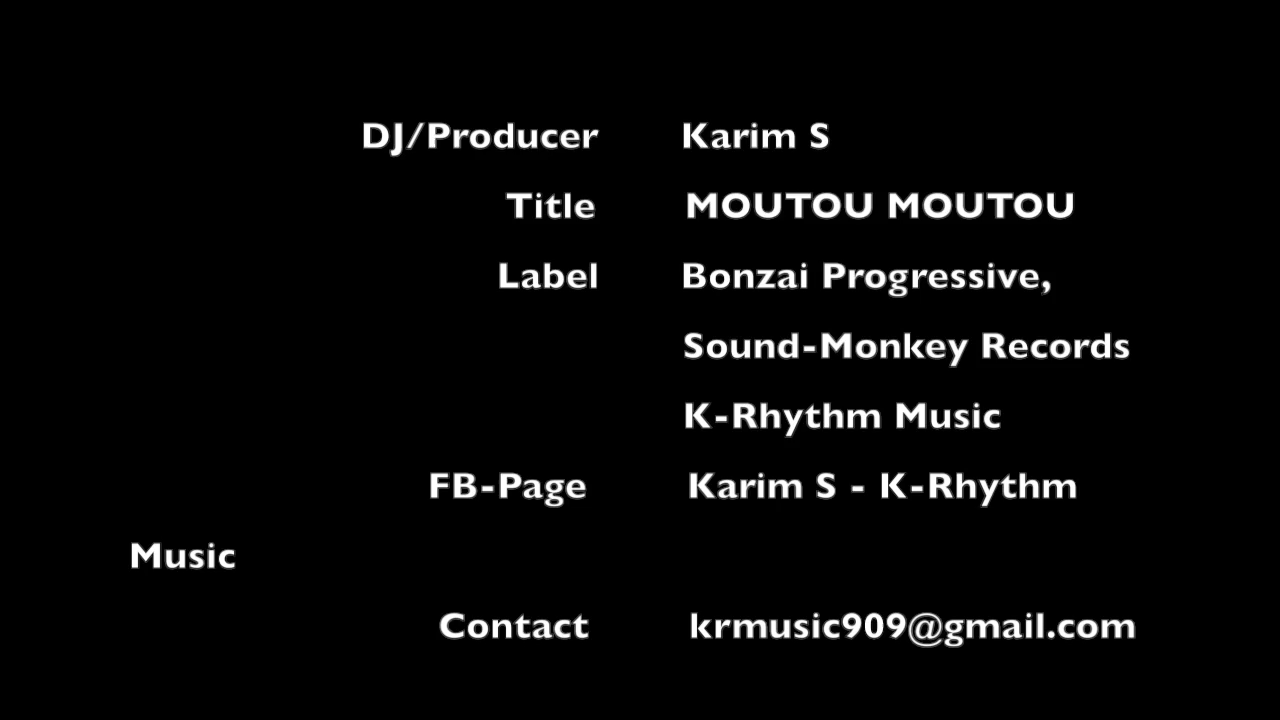 DJ/Producer Karim S
Title MOUTOU MOUTOU
Label Bonzai Progressive,
Sound-Monkey Records
K-Rhythm Music
FB-Page Karim S - K-Rhythm
Music
Contact krmusic909@gmail.com